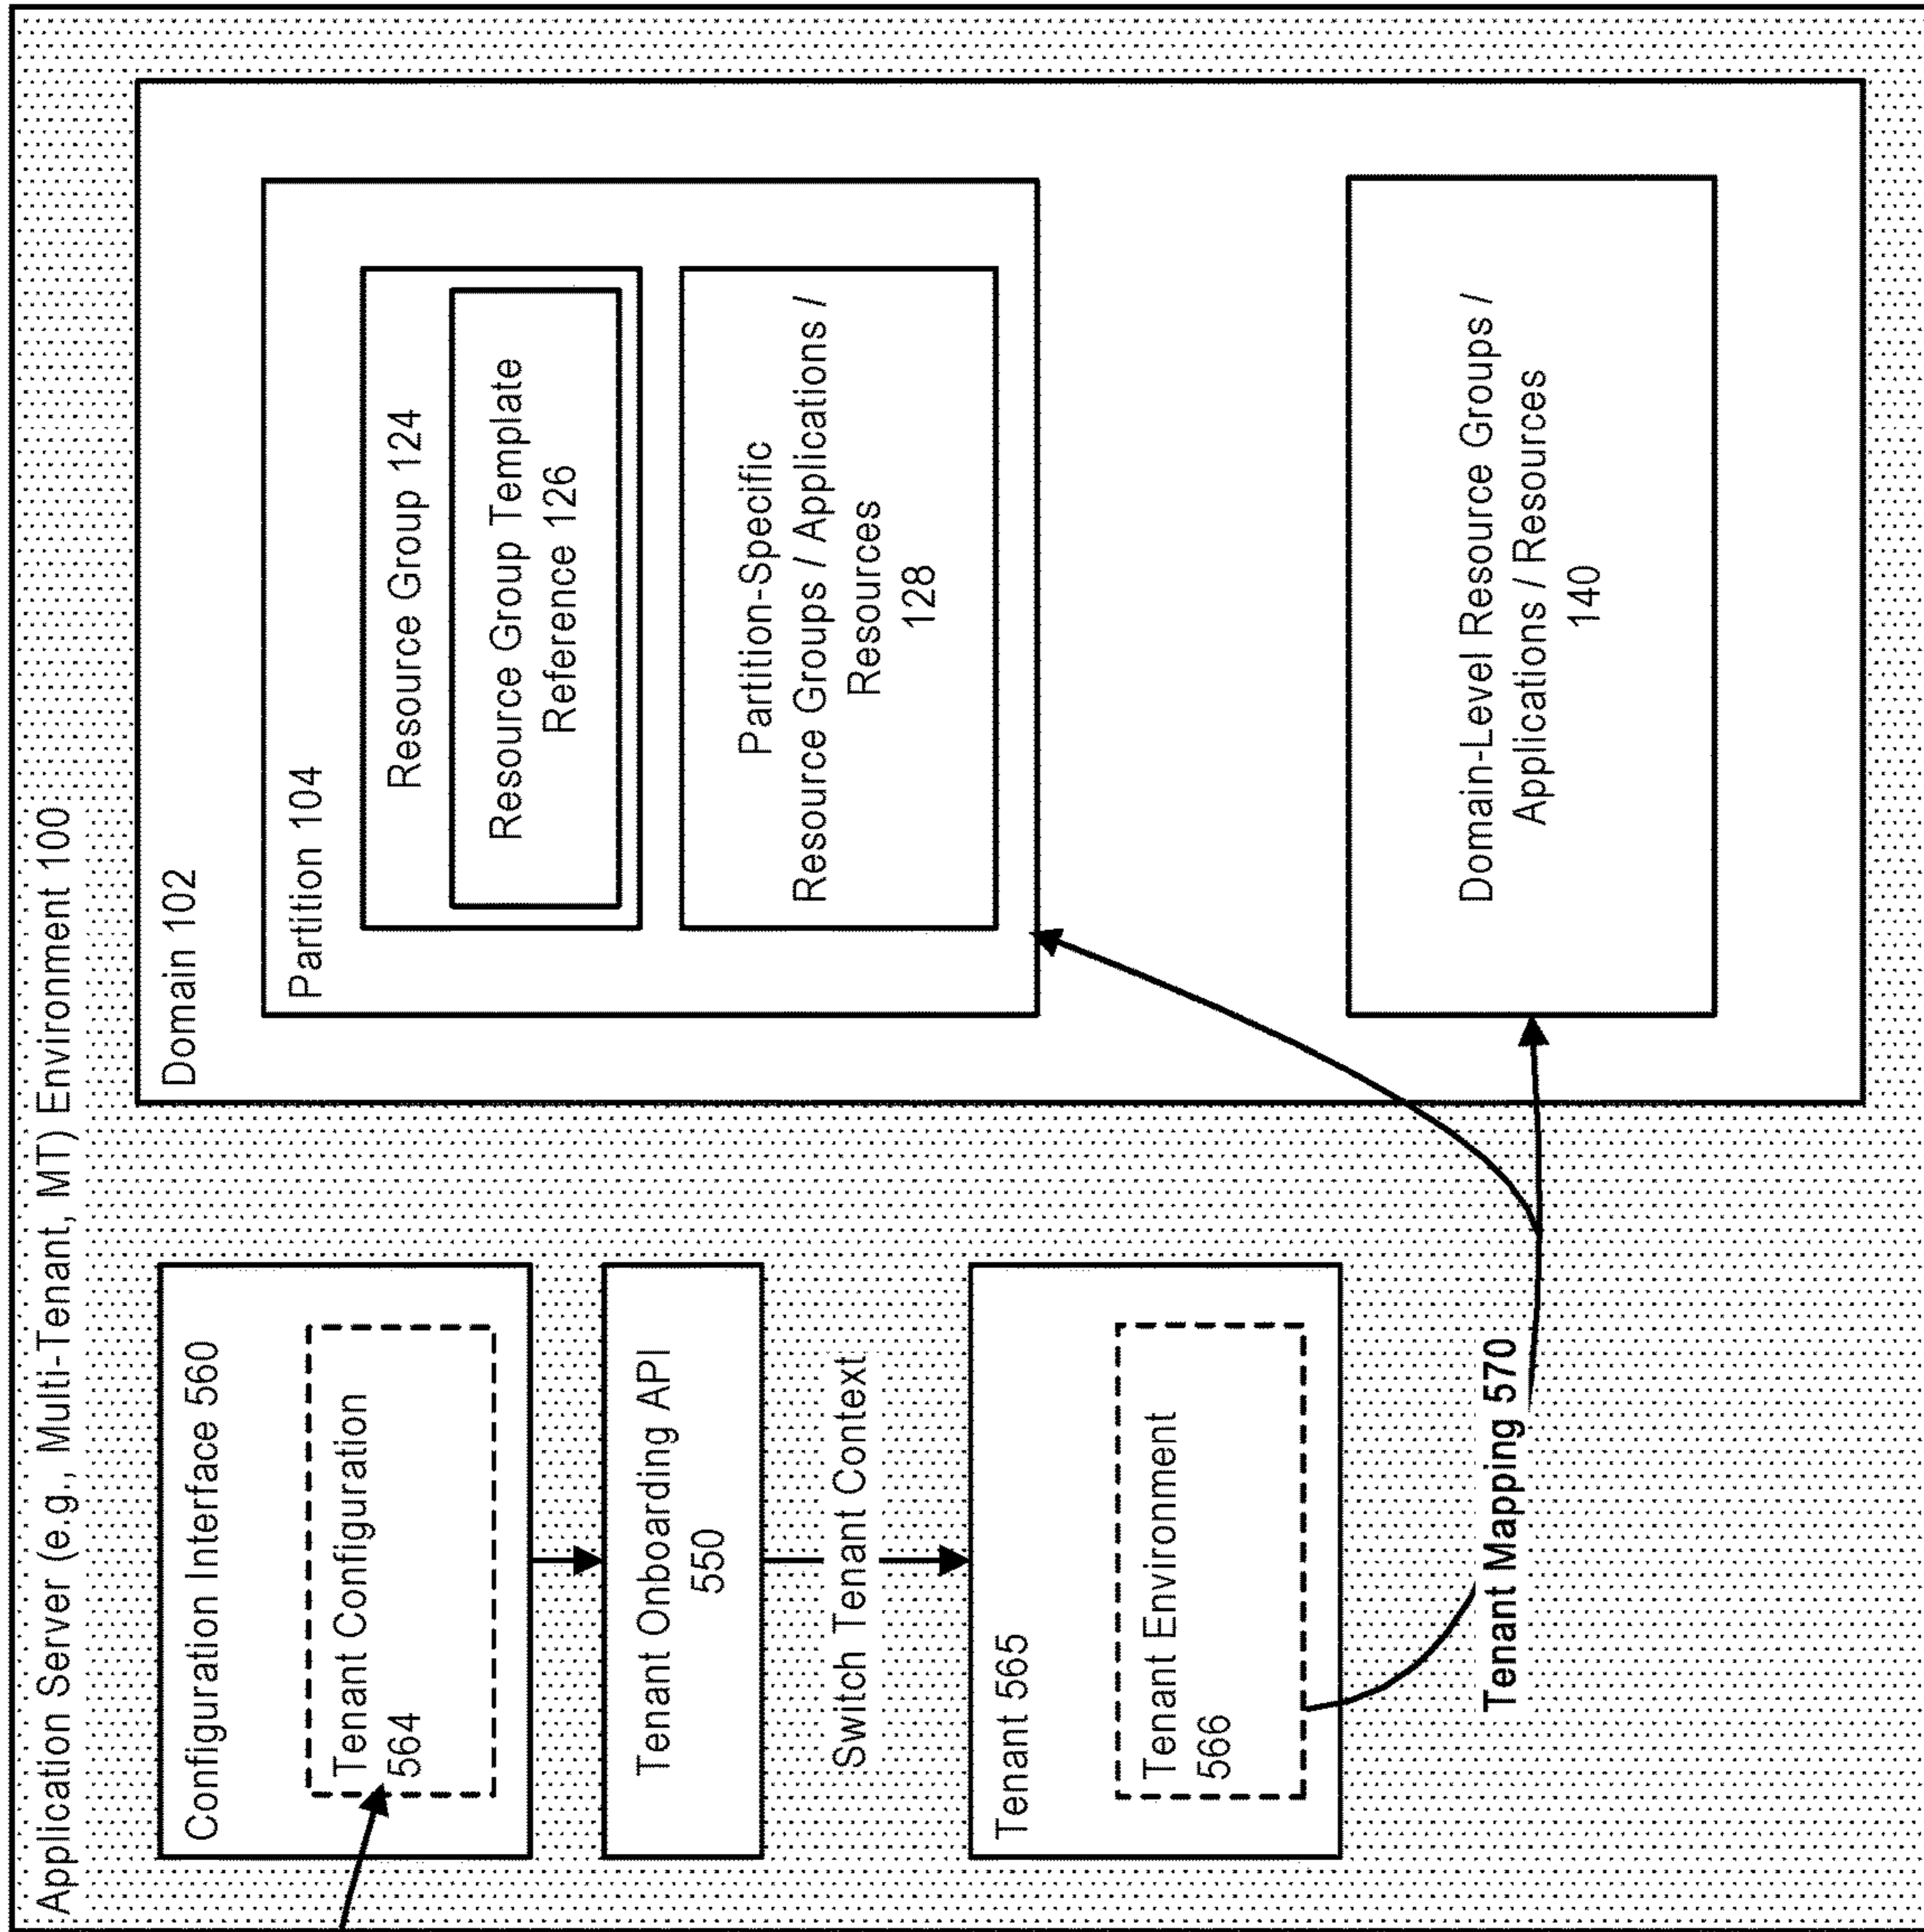 Application Server (e.g., Multi-Tenant, MT) Environment 100
Configuration Interface 560
Tenant Configuration
564
Tenant Onboarding API
550
Switch Tenant Context
Tenant 565
Tenant Environment
566
Tenant Mapping 570
Domain 102
Partition 104
Resource Group 124
Resource Group Template
Reference 126
Partition-Specific
Resource Groups / Applications /
Resources
128
Domain-Level Resource Groups /
Applications / Resources
140